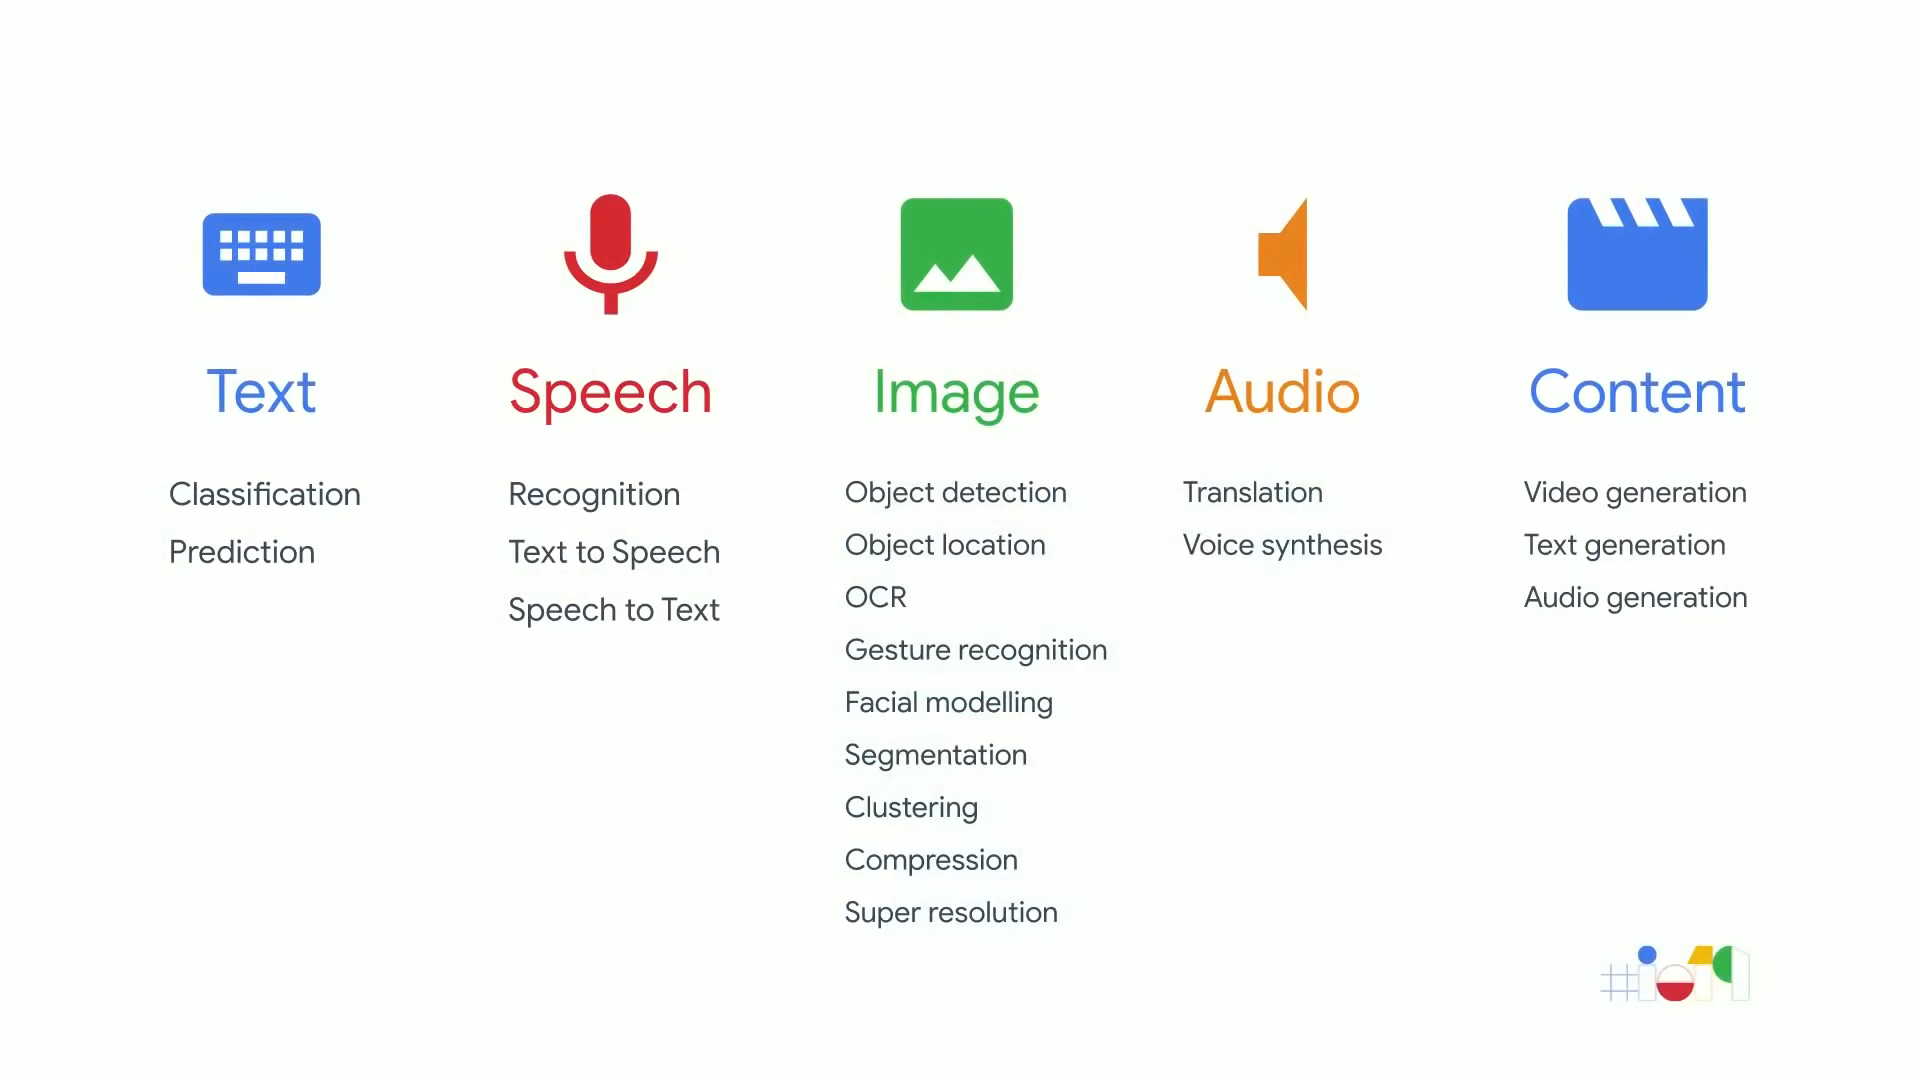 Text
Classification
Prediction
Speech
Recognition
Text to Speech
Speech to Text
Image
Object detection
Object location
OCR
Gesture recognition
Facial modelling
Segmentation
Clustering
Compression
Super resolution
Audio
Translation
Voice synthesis
Content
Video generation
Text generation
Audio generation
#io19